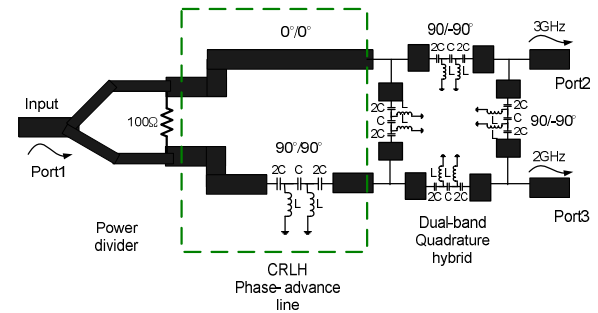 0°/0°
90/-90°
3GHz
2C C 2C
L L
Port2
Input
100Ω
Port1
2C
C
2C
L
L
2C
C
2C
L
L
90/-90°
90°/90°
2C C 2C
L L
2GHz
L L
2C C 2C
Port3
Power
divider
CRLH
Phase- advance
line
Dual-band
Quadrature
hybrid